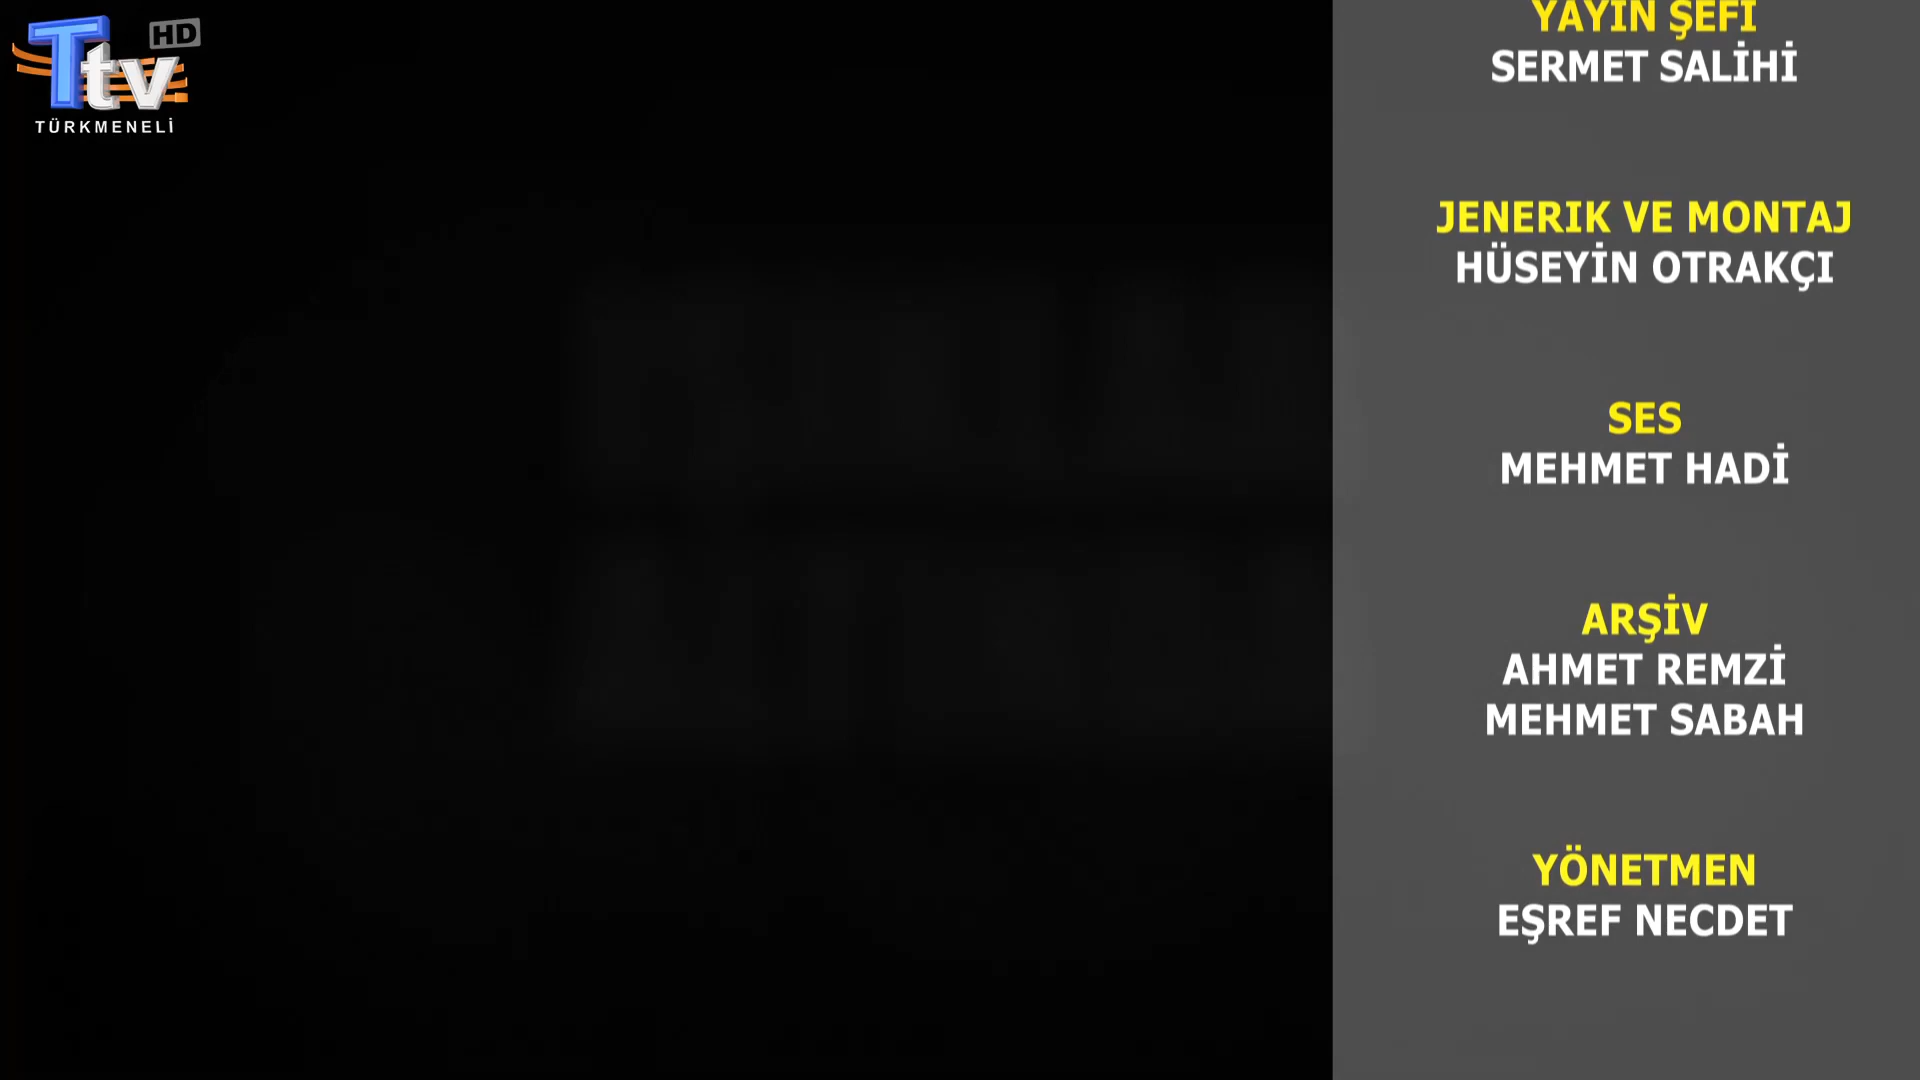 Ttv HD
TÜRKMENELİ
YAYIN ŞEFİ
SERMET SALİHİ
JENERIK VE MONTAJ
HÜSEYİN OTRAKÇI
SES
MEHMET HADİ
ARŞİV
AHMET REMZİ
MEHMET SABAH
YÖNETMEN
EŞREF NECDET